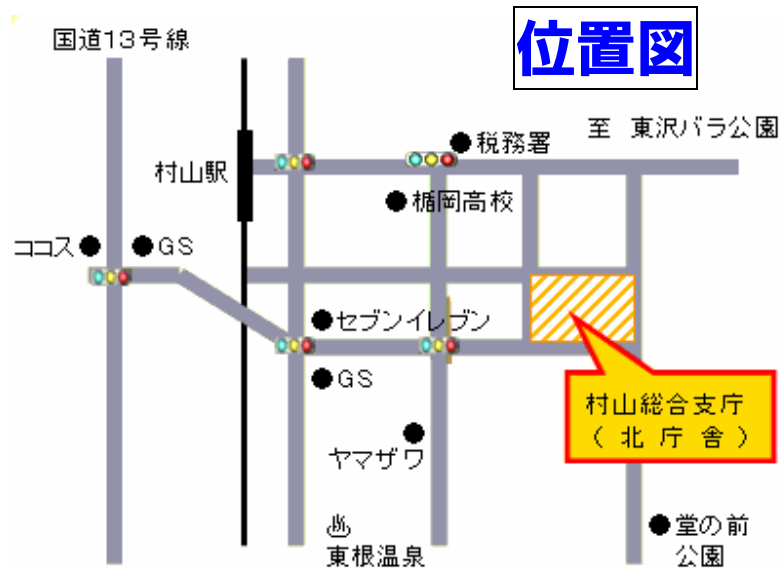 位置図
国道13号線
税務署
至 東沢バラ公園
村山駅
楯岡高校
ココス
GS
セブンイレブン
GS
村山総合支庁
（北庁舎）
ヤマザワ
東根温泉
堂の前
公園